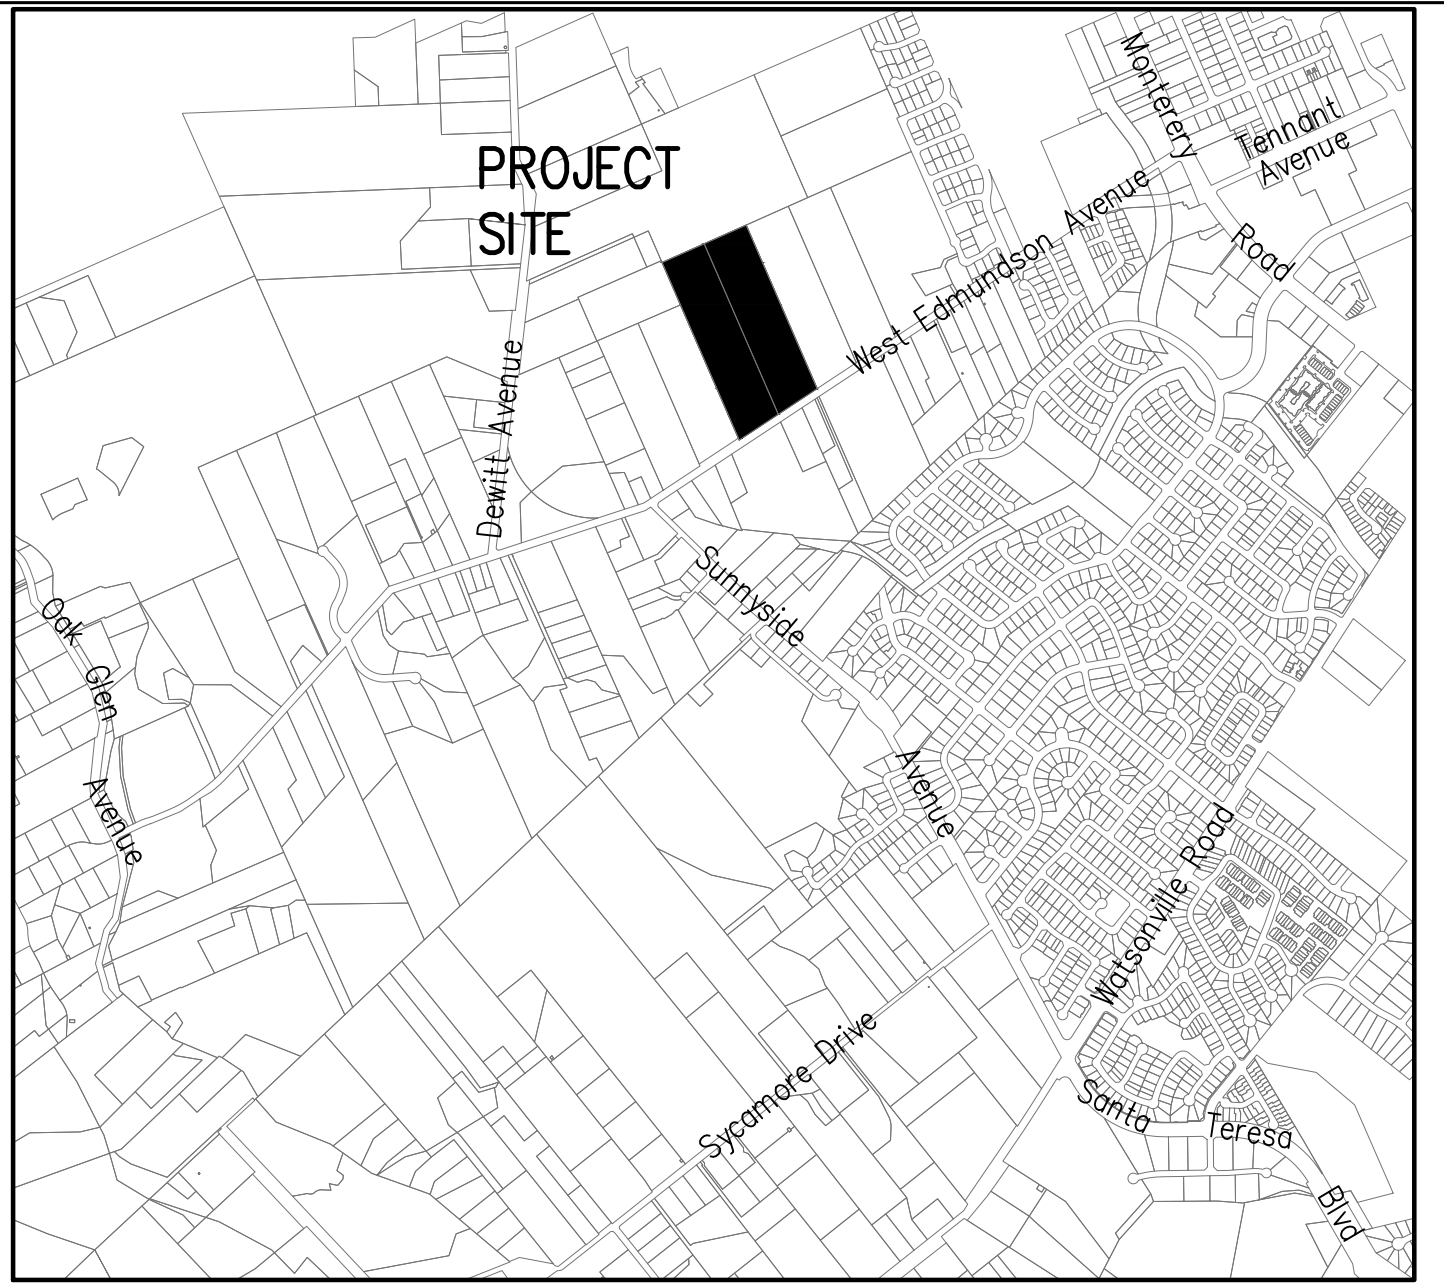 Monterery
Tennant
Avenue
PROJECT
SITE
West Edmundson Avenue
Road
Dewitt Avenue
Sunnyside
Oak Glen
Avenue
Avenue
Watsonville Road
Sycamore Drive
Santa Teresa
Blvd